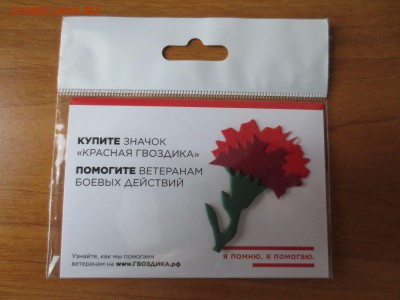 КУПИТЕ ЗНАЧОК
«КРАСНАЯ ГВОЗДИКА»
ПОМОГИТЕ ВЕТЕРАНАМ
БОЕВЫХ ДЕЙСТВИЙ
Узнайте, как мы помогаем
ветеранам на www.ГВОЗДИКА.рф
я помню. я помогаю.